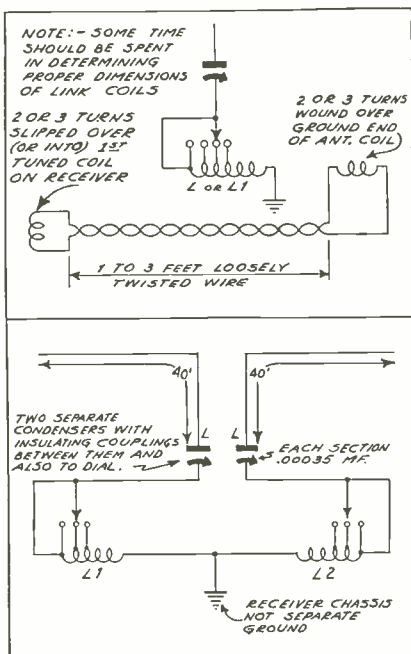 NOTE:- SOME TIME
SHOULD BE SPENT
IN DETERMINING
PROPER DIMENSIONS
OF LINK COILS
2 OR 3 TURNS
SLIPPED OVER
(OR INTO) 1ST
TUNED COIL
ON RECEIVER
2 OR 3 TURNS
WOUND OVER
GROUND END
OF ANT. COIL)
L OR L1
1 TO 3 FEET LOOSELY
TWISTED WIRE
40'
40'
TWO SEPARATE
CONDENSERS WITH
INSULATING COUPLINGS
BETWEEN THEM AND
ALSO TO DIAL.
L
L
EACH SECTION
.00035 MF.
L1
L2
RECEIVER CHASSIS
NOT SEPARATE
GROUND